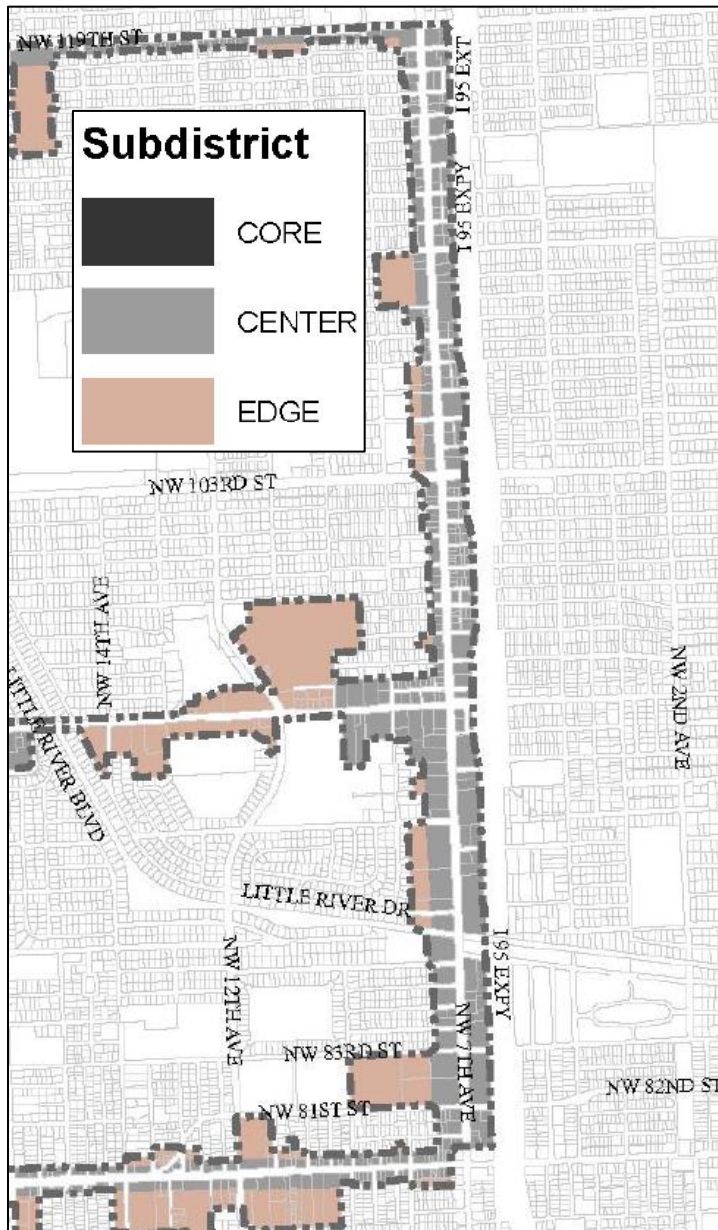 NW 119TH ST
I 95 EXT
Subdistrict
I 95 EXPY
CORE
CENTER
EDGE
NW 103RD ST
NW 14TH AVE
NW 2ND AVE
LITTLE RIVER BLVD
LITTLE RIVER DR
I 95 EXPY
NW 12TH AVE
NW 7TH AVE
NW 83RD ST
NW 82ND ST
NW 81ST ST